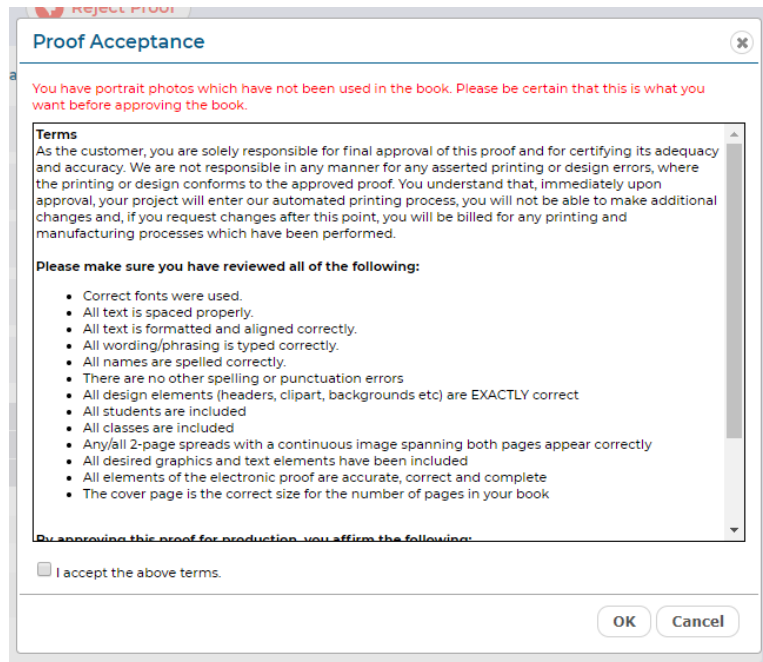 Reject Proof
Proof Acceptance
a
You have portrait photos which have not been used in the book. Please be certain that this is what you
want before approving the book.
Terms
As the customer, you are solely responsible for final approval of this proof and for certifying its adequacy
and accuracy. We are not responsible in any manner for any asserted printing or design errors, where
the printing or design conforms to the approved proof. You understand that, immediately upon
approval, your project will enter our automated printing process, you will not be able to make additional
changes and, if you request changes after this point, you will be billed for any printing and
manufacturing processes which have been performed.
Please make sure you have reviewed all of the following:
• Correct fonts were used.
• All text is spaced properly.
• All text is formatted and aligned correctly.
• All wording/phrasing is typed correctly.
• All names are spelled correctly.
• There are no other spelling or punctuation errors
• All design elements (headers, clipart, backgrounds etc) are EXACTLY correct
• All students are included
• All classes are included
• Any/all 2-page spreads with a continuous image spanning both pages appear correctly
• All desired graphics and text elements have been included
• All elements of the electronic proof are accurate, correct and complete
• The cover page is the correct size for the number of pages in your book
By approving this proof for production, you affirm the following:
I accept the above terms.
OK Cancel